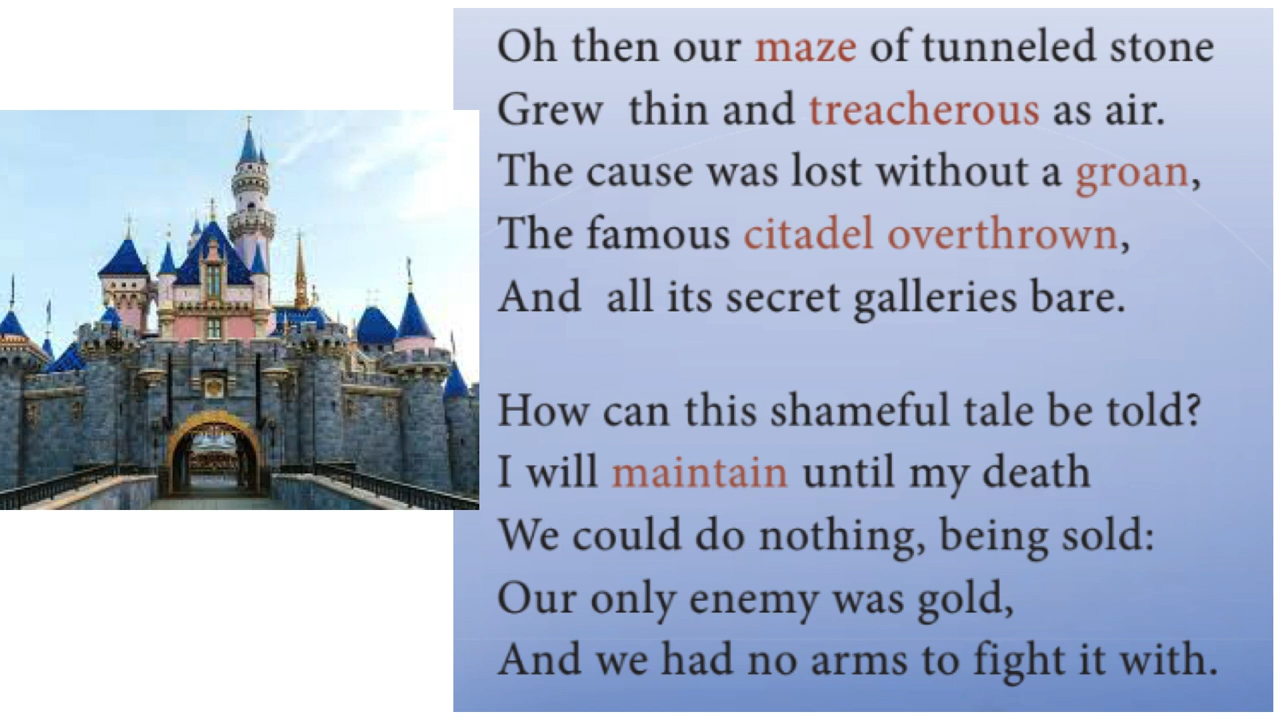 Oh then our maze of tunneled stone
Grew thin and treacherous as air.
The cause was lost without a groan,
The famous citadel overthrown,
And all its secret galleries bare.
How can this shameful tale be told?
I will maintain until my death
We could do nothing, being sold:
Our only enemy was gold,
And we had no arms to fight it with.